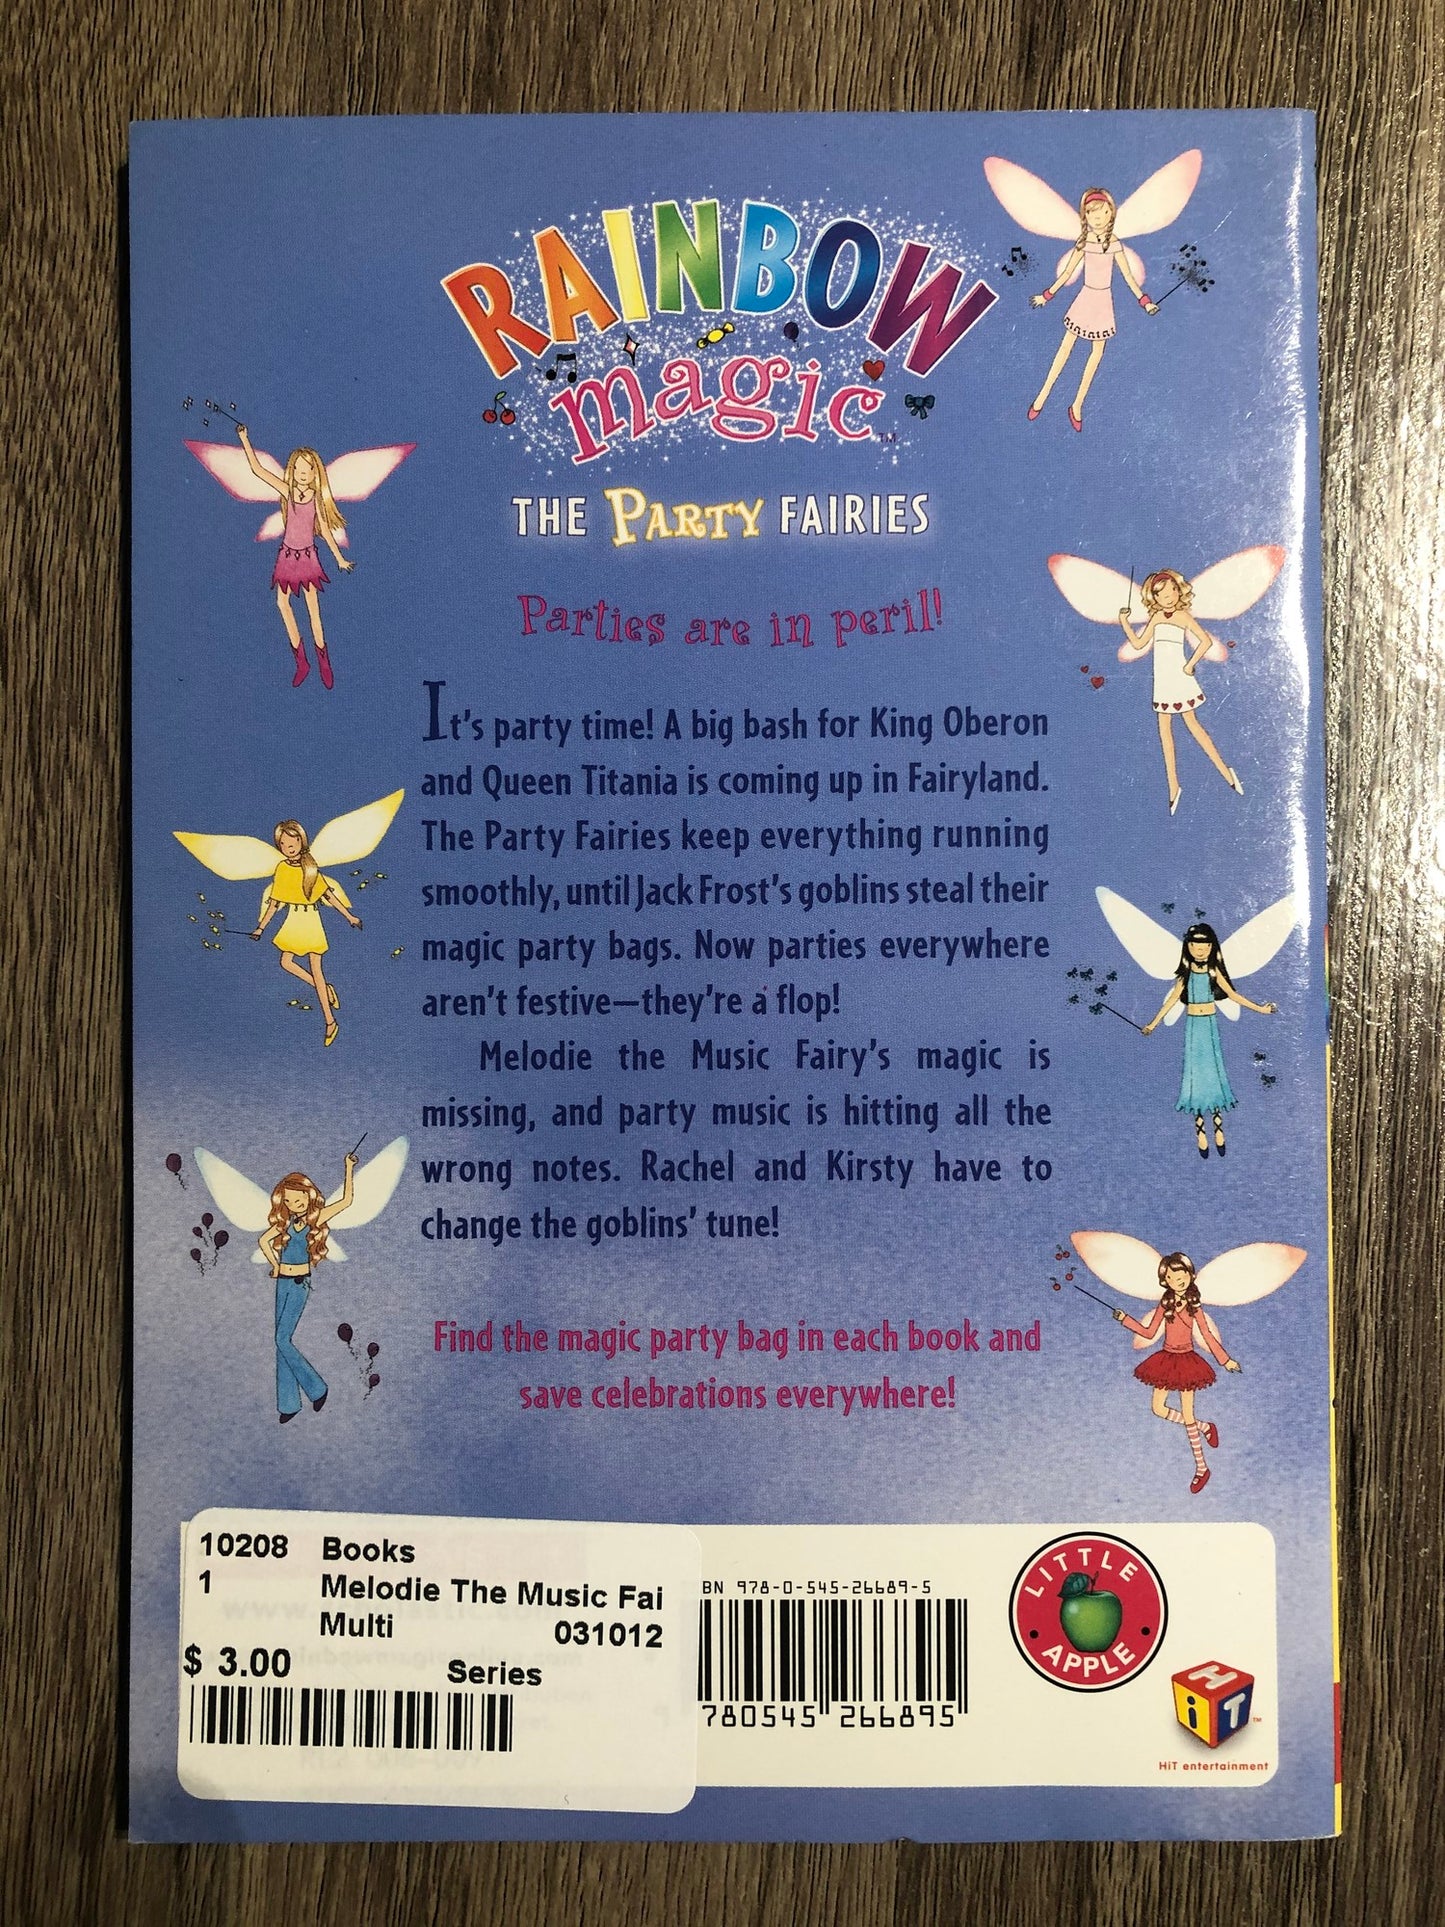 RAINBOW
magic™
THE PARTY FAIRIES
Parties are in peril!
It's party time! A big bash for King Oberon
and Queen Titania is coming up in Fairyland.
The Party Fairies keep everything running
smoothly, until Jack Frost's goblins steal their
magic party bags. Now parties everywhere
aren't festive—they're a flop!
Melodie the Music Fairy's magic is
missing, and party music is hitting all the
wrong notes. Rachel and Kirsty have to
change the goblins' tune!
Find the magic party bag in each book and
save celebrations everywhere!
10208 Books
1 Melodie The Music Fai
Multi 031012
$ 3.00 Series
BN 978-0-545-26689-5
780545 266895
LITTLE
APPLE
HiT™
HiT entertainment